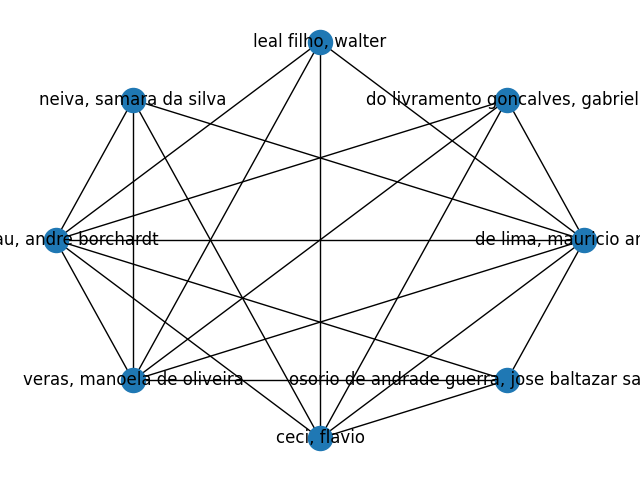 leal filho, walter
neiva, samara da silva
do livramento goncalves, gabriel
au, andre borchardt
de lima, mauricio an
veras, manoela de oliveira
osorio de andrade guerra, jose baltazar sa
ceci, flavio